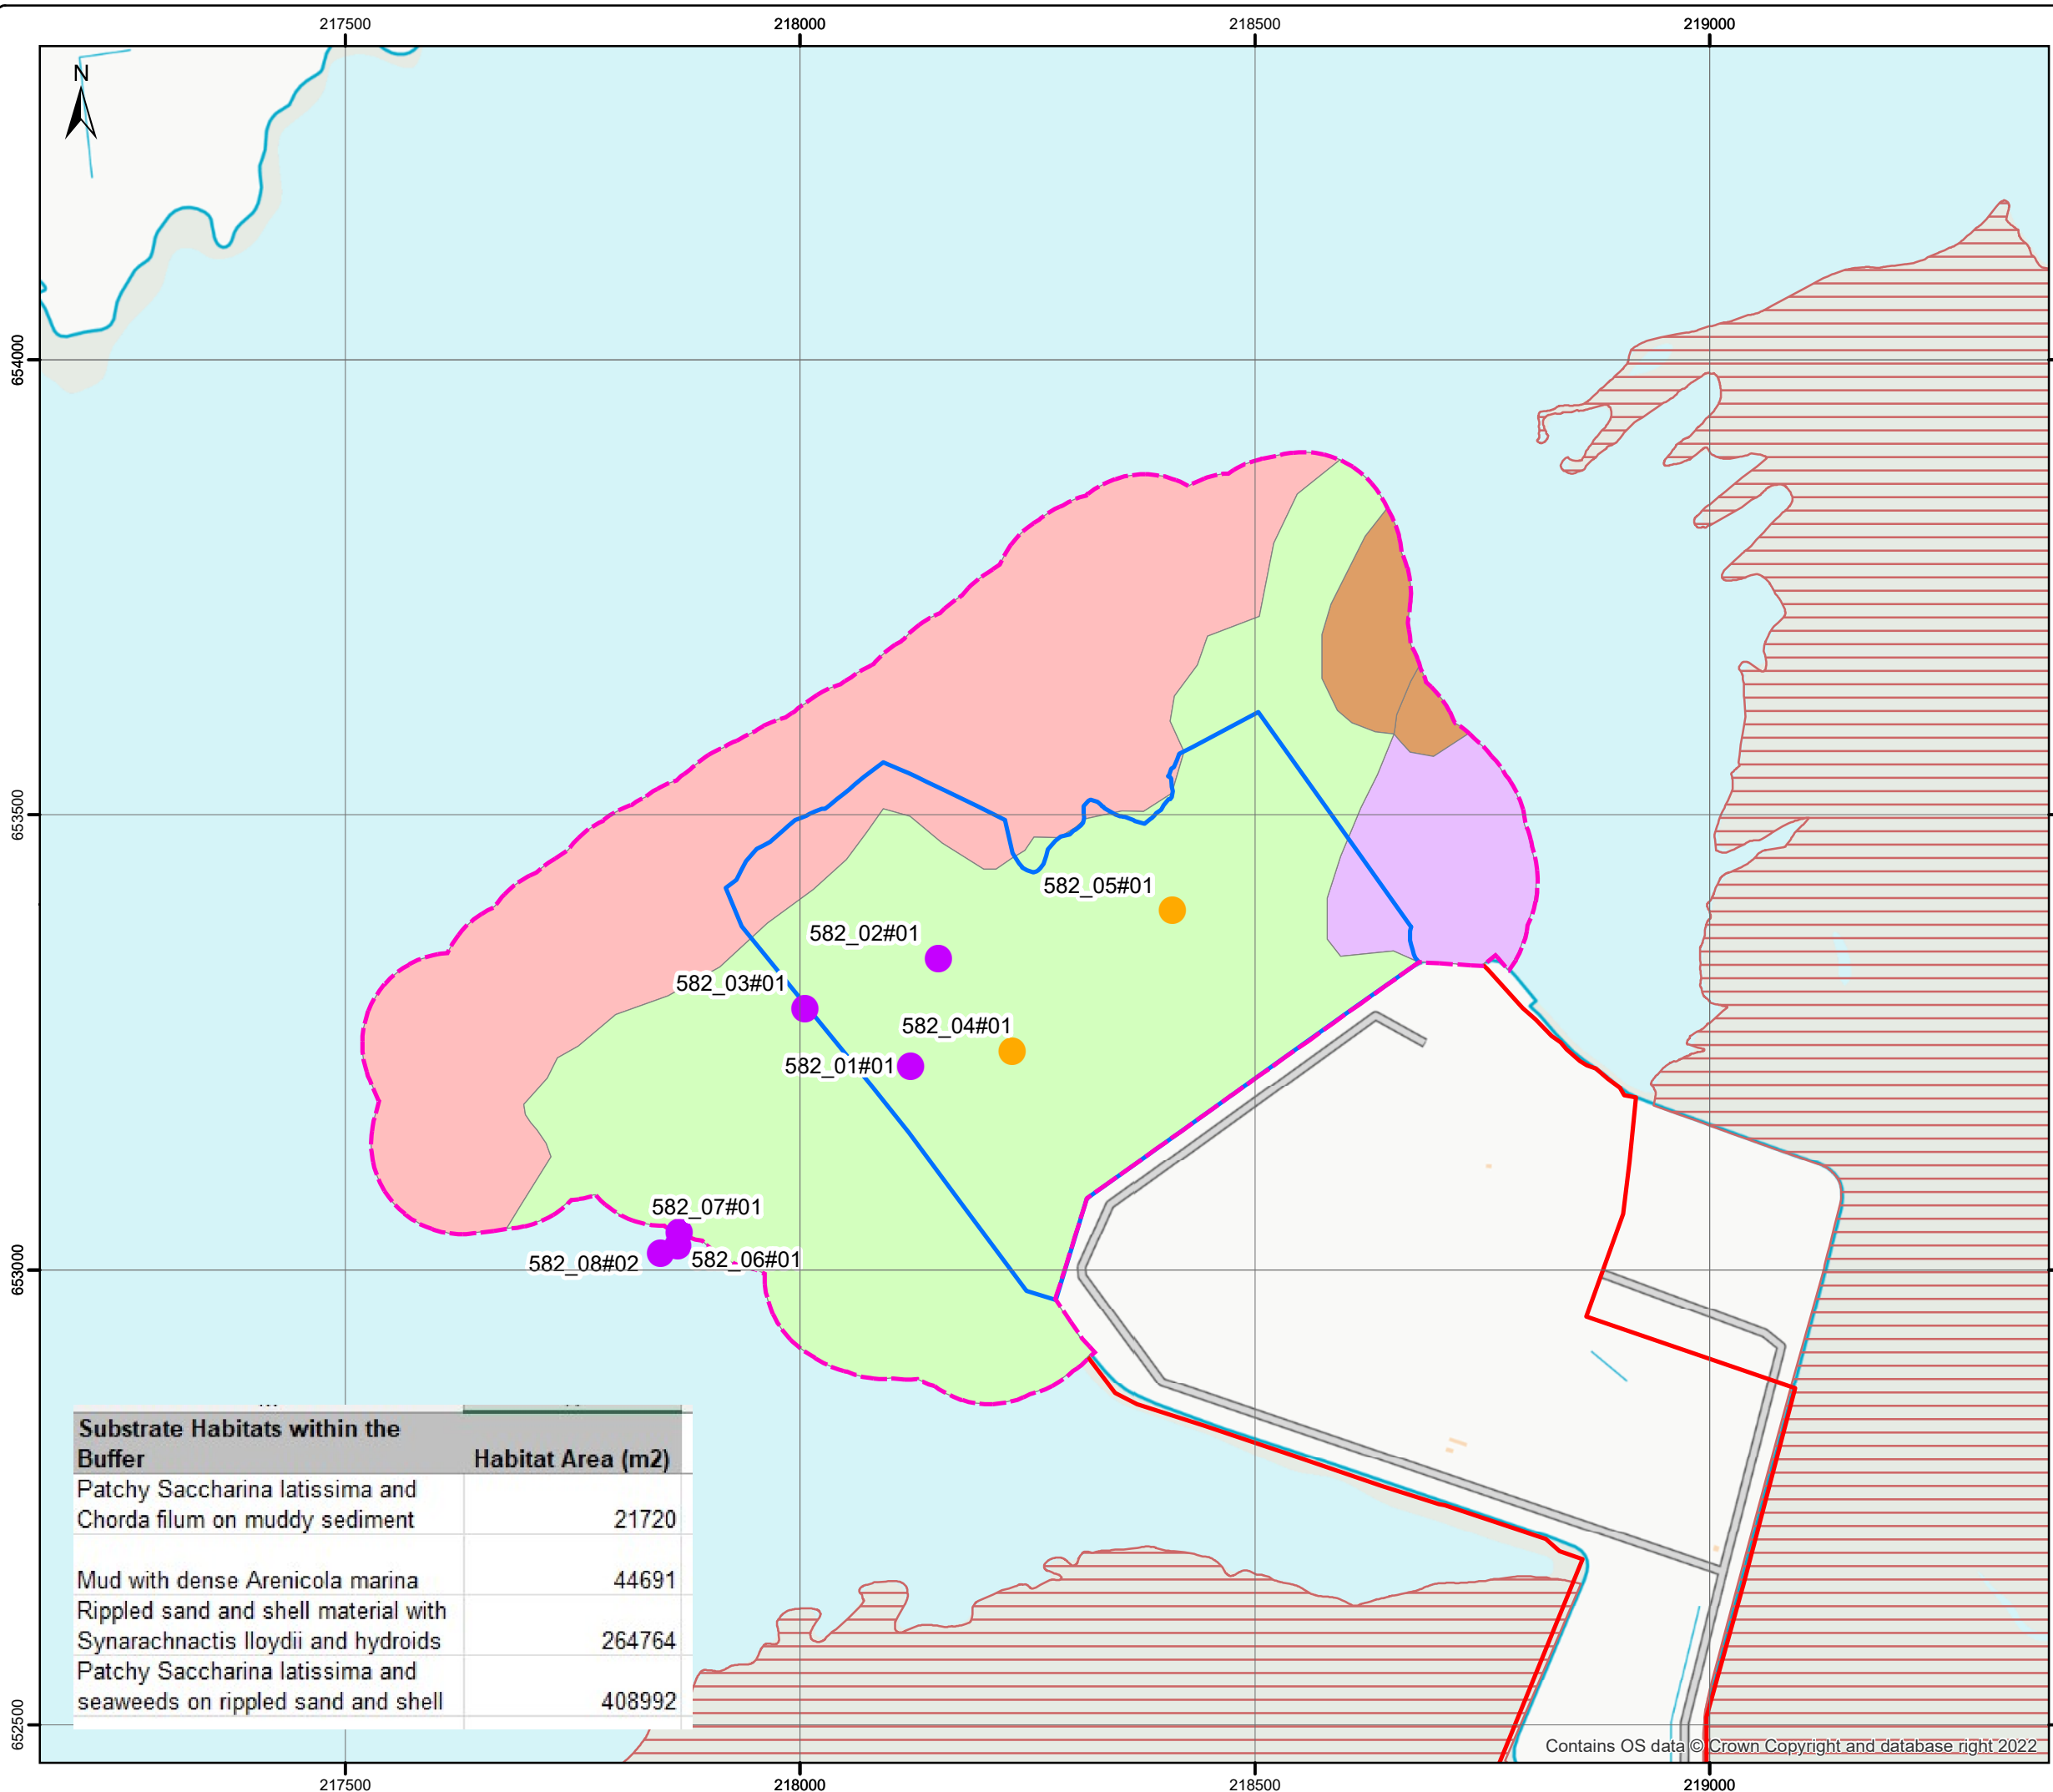 217500
218000
218500
219000
N
654000
653500
653000
652500
582_05#01
582_02#01
582_03#01
582_04#01
582_01#01
582_07#01
582_06#01
582_08#02
Substrate Habitats within the
Buffer Habitat Area (m2)
Patchy Saccharina latissima and
Chorda filum on muddy sediment 21720
Mud with dense Arenicola marina 44691
Rippled sand and shell material with
Synarachnactis lloydii and hydroids 264764
Patchy Saccharina latissima and
seaweeds on rippled sand and shell 408992
Contains OS data © Crown Copyright and database right 2022
217500
218000
218500
219000